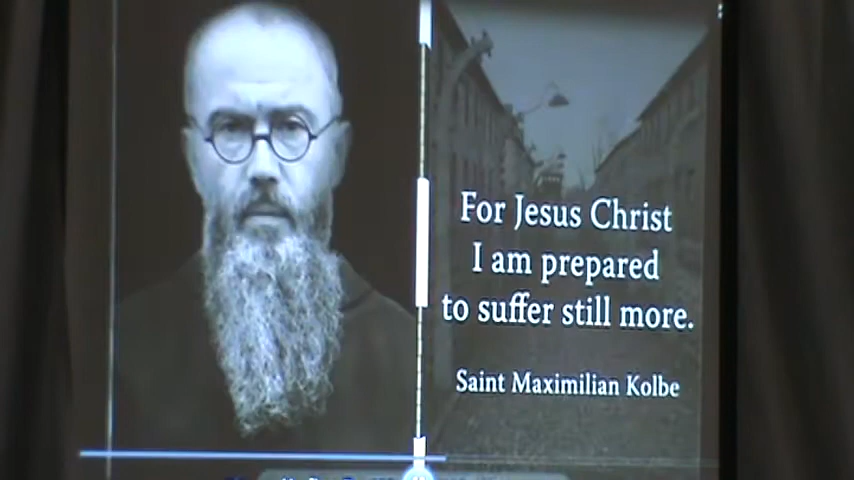 For Jesus Christ
I am prepared
to suffer still more.
Saint Maximilian Kolbe